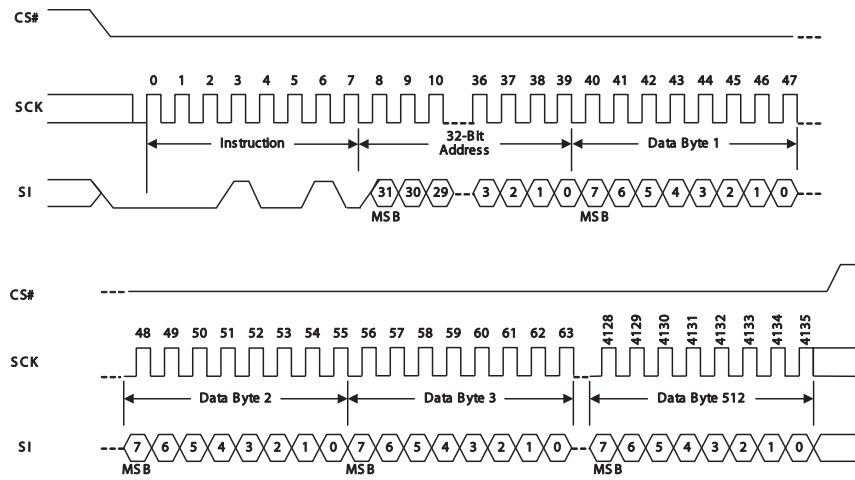 CS#
0 1 2 3 4 5 6 7 8 9 10 36 37 38 39 40 41 42 43 44 45 46 47
SCK
Instruction 32-Bit Address Data Byte 1
SI 31 30 29 3 2 1 0 7 6 5 4 3 2 1 0
MSB MSB
CS#
48 49 50 51 52 53 54 55 56 57 58 59 60 61 62 63 4128 4129 4130 4131 4132 4133 4134 4135
SCK
Data Byte 2 Data Byte 3 Data Byte 512
SI 7 6 5 4 3 2 1 0 7 6 5 4 3 2 1 0 7 6 5 4 3 2 1 0
MSB MSB MSB